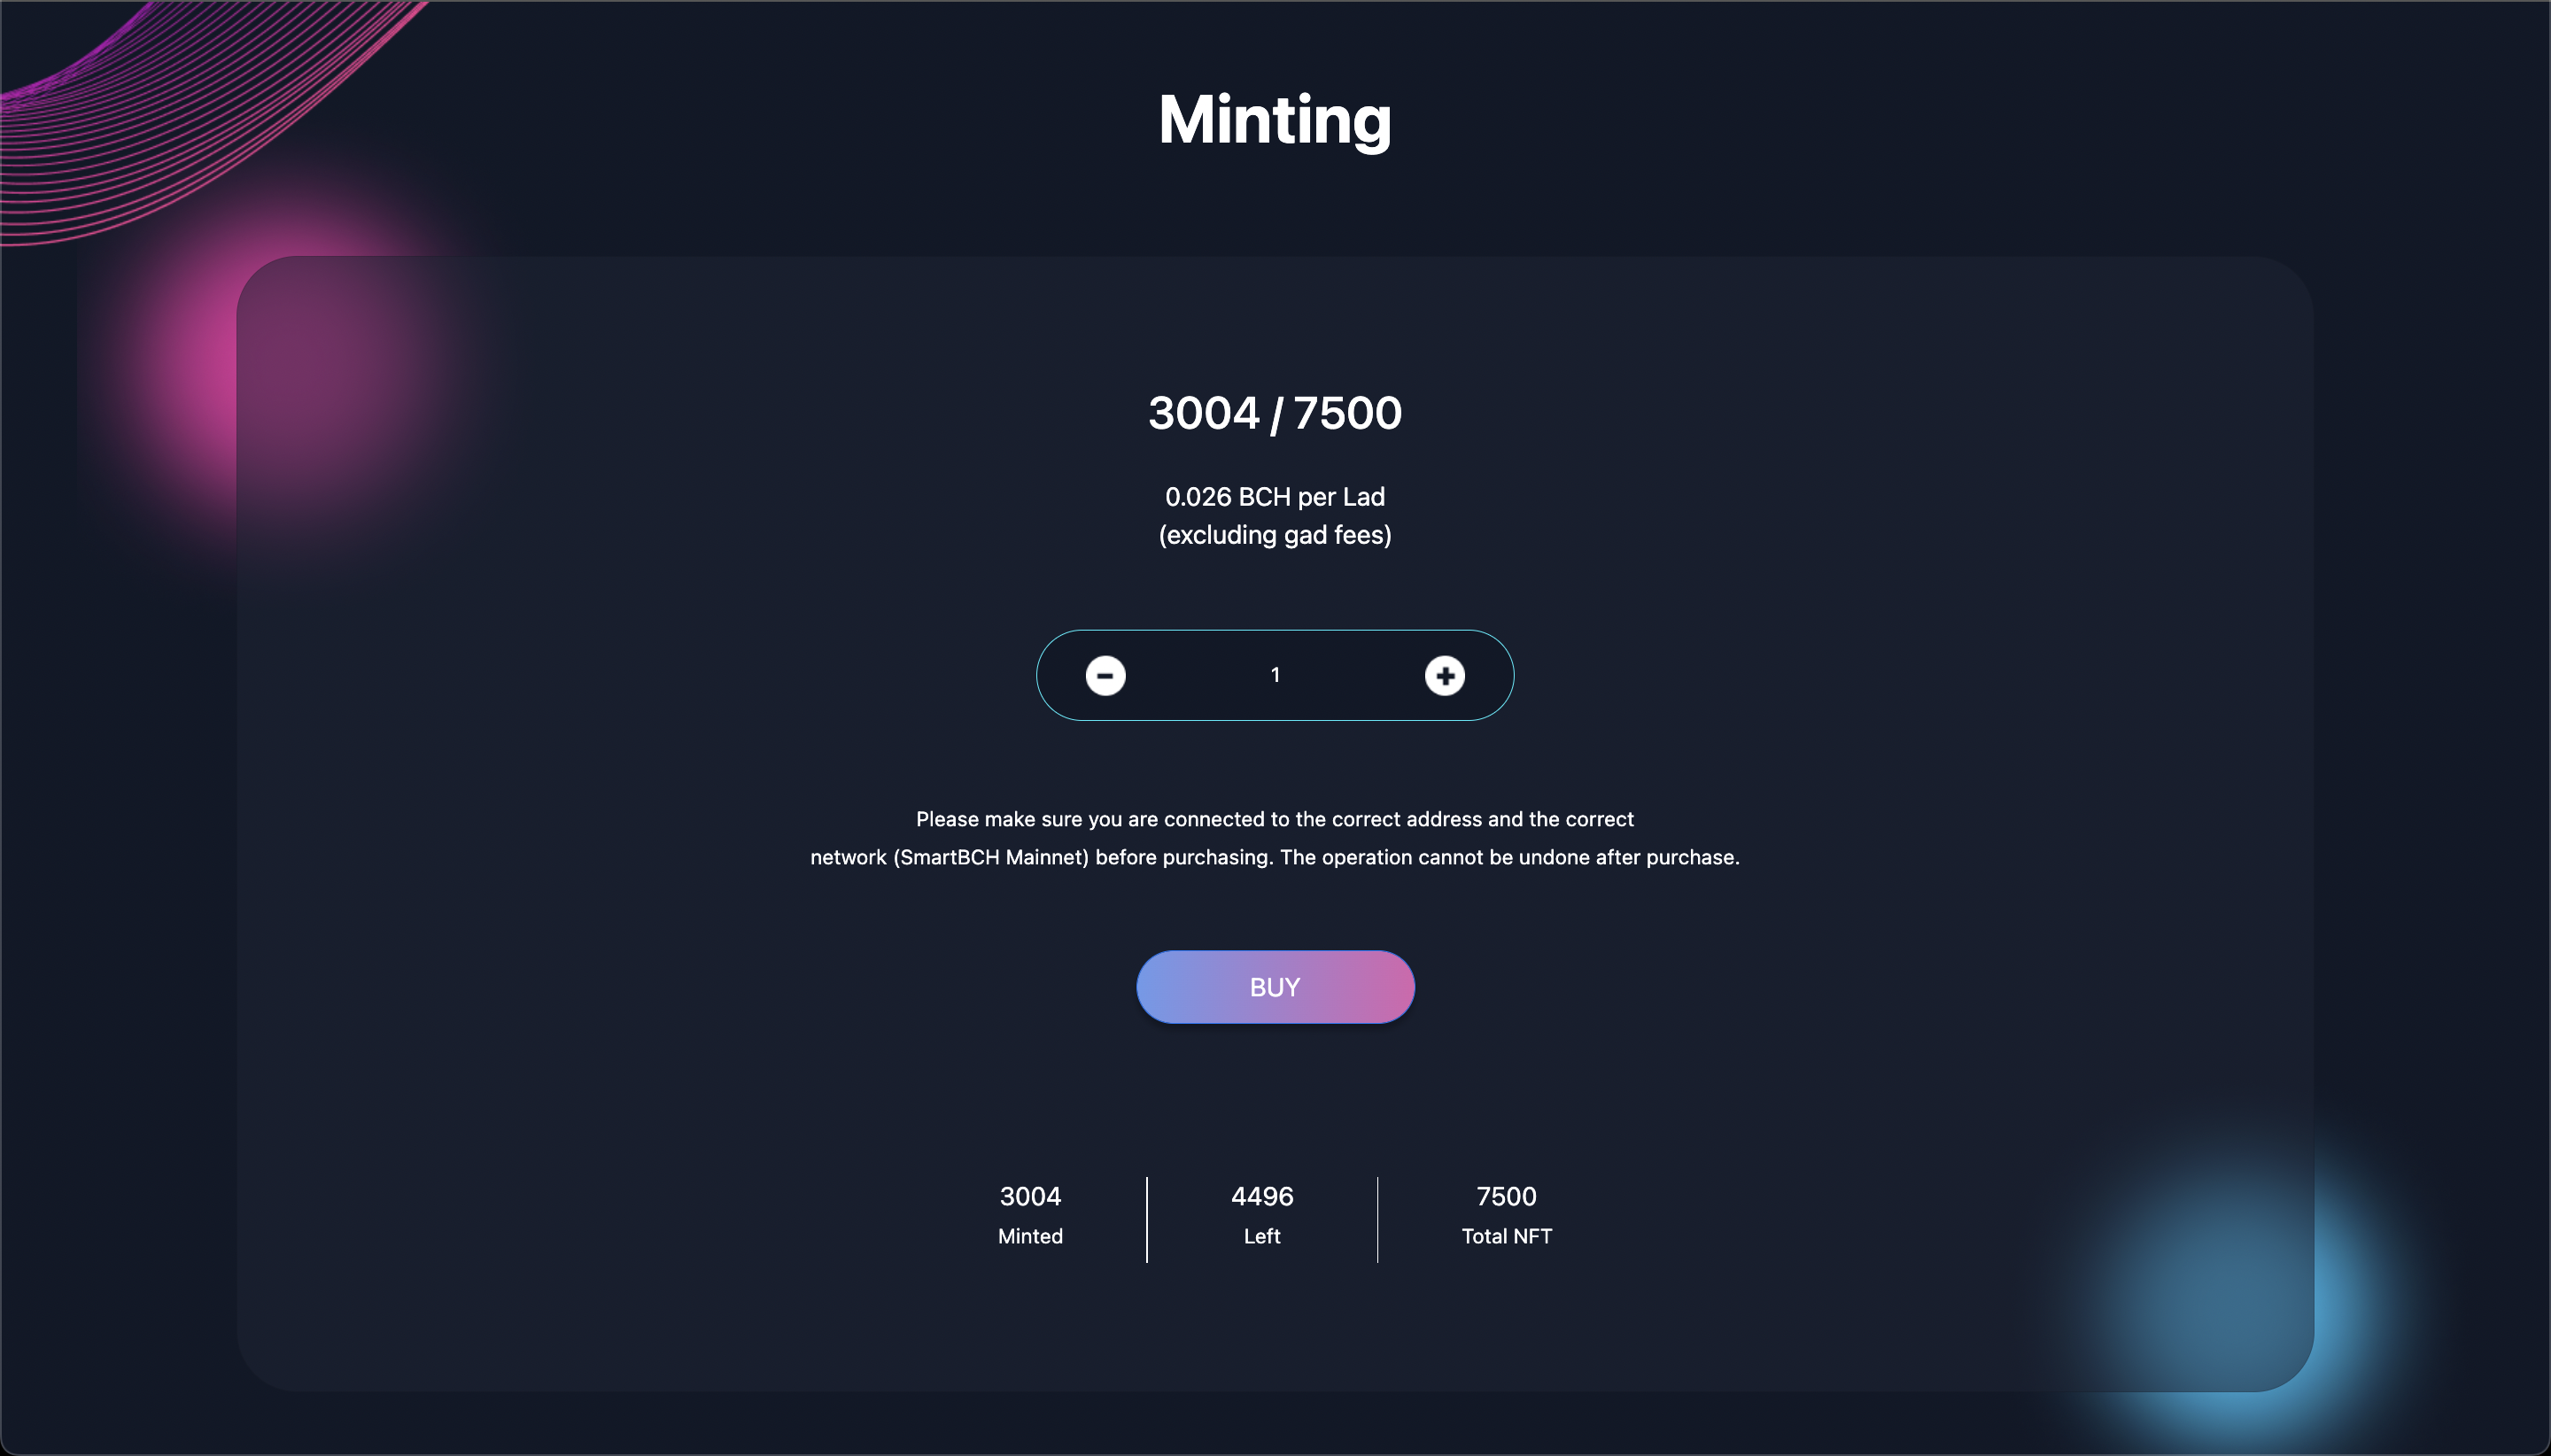 Minting
3004 / 7500
0.026 BCH per Lad
(excluding gad fees)
1
Please make sure you are connected to the correct address and the correct
network (SmartBCH Mainnet) before purchasing. The operation cannot be undone after purchase.
BUY
3004 4496 7500
Minted Left Total NFT